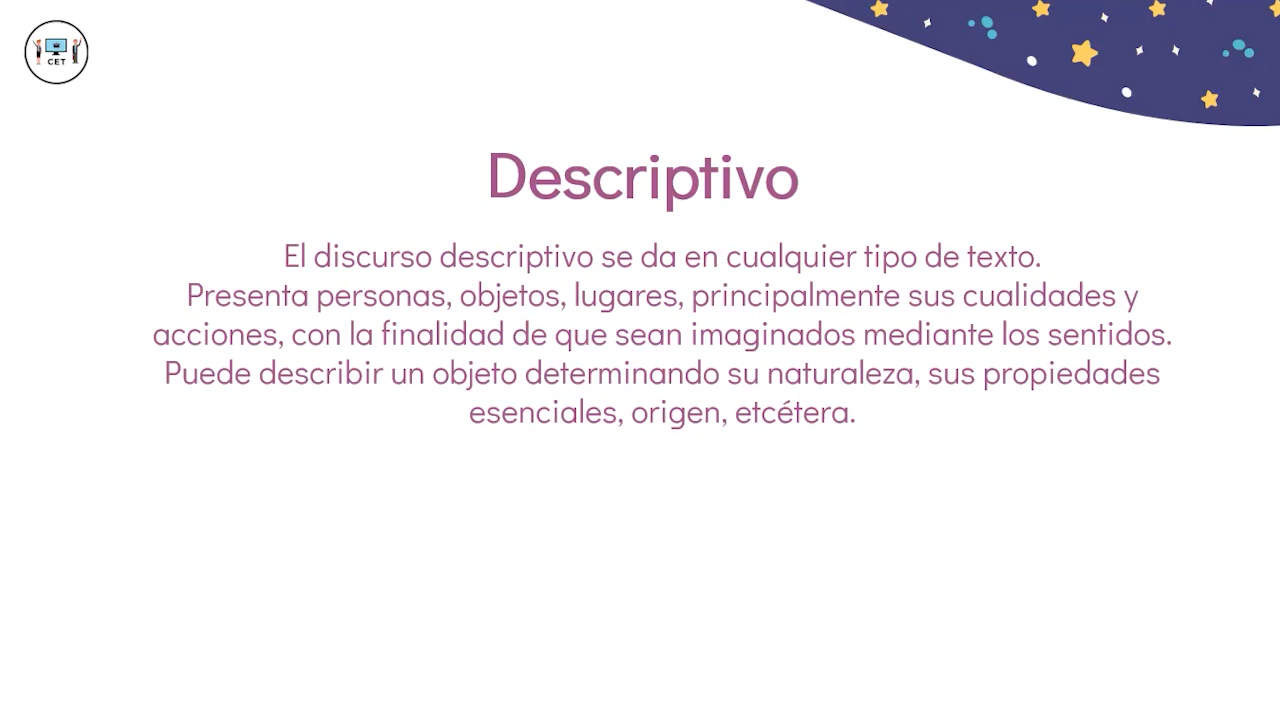 CET
Descriptivo
El discurso descriptivo se da en cualquier tipo de texto.
Presenta personas, objetos, lugares, principalmente sus cualidades y
acciones, con la finalidad de que sean imaginados mediante los sentidos.
Puede describir un objeto determinando su naturaleza, sus propiedades
esenciales, origen, etcétera.